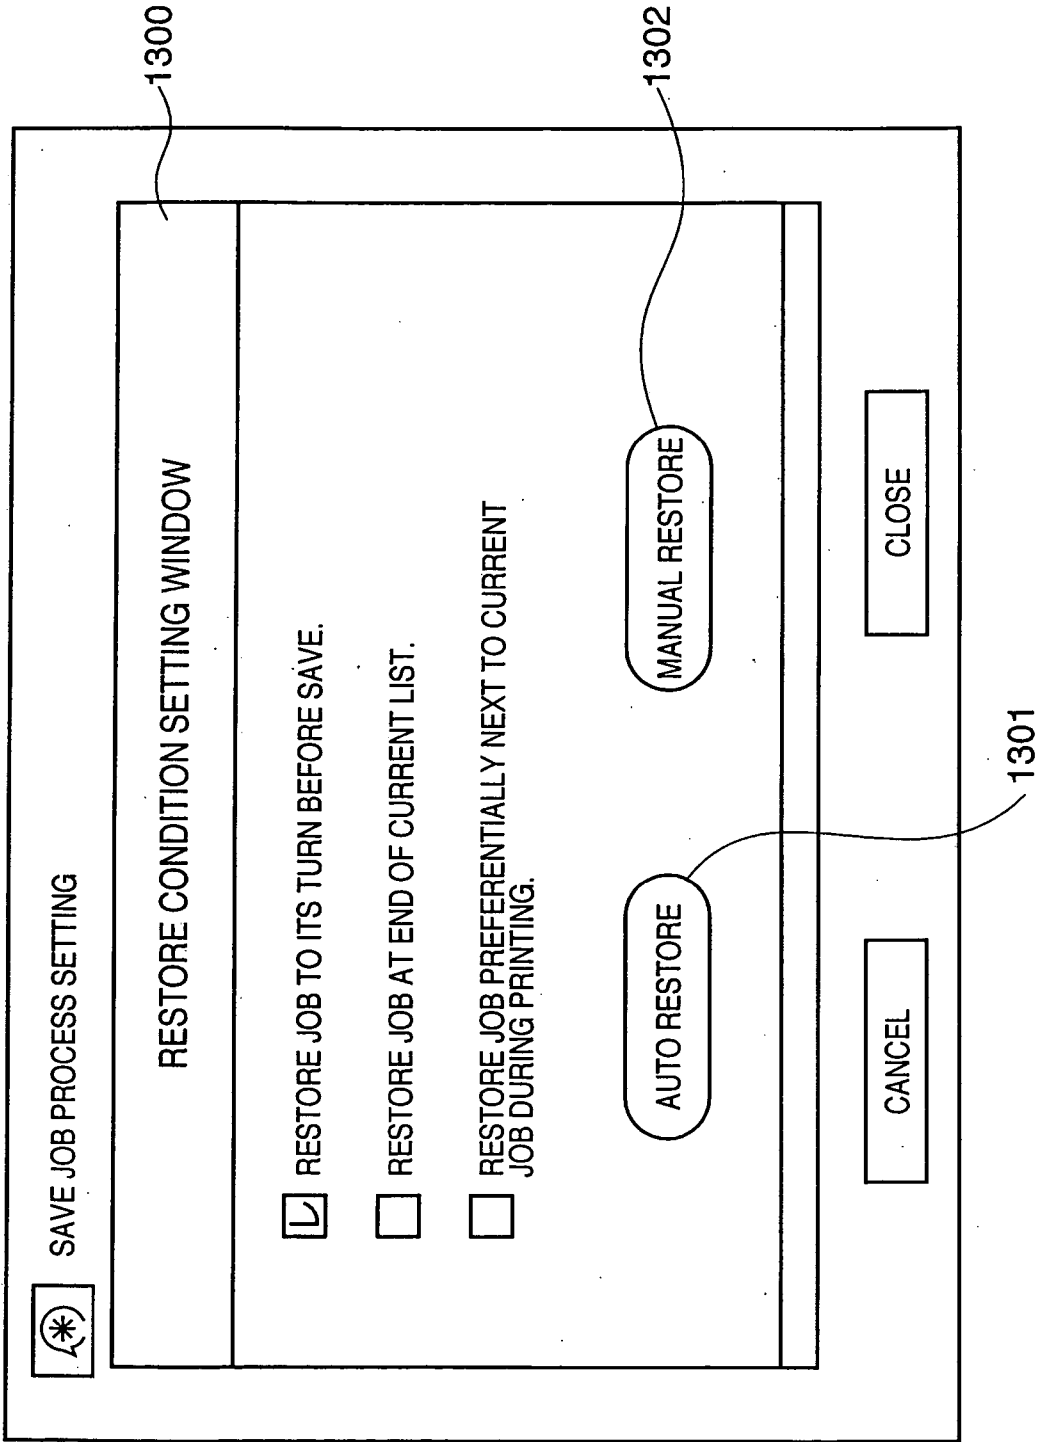 SAVE JOB PROCESS SETTING
RESTORE CONDITION SETTING WINDOW
1300
RESTORE JOB TO ITS TURN BEFORE SAVE.
RESTORE JOB AT END OF CURRENT LIST.
RESTORE JOB PREFERENTIALLY NEXT TO CURRENT
JOB DURING PRINTING.
AUTO RESTORE
MANUAL RESTORE
1302
CANCEL
CLOSE
1301